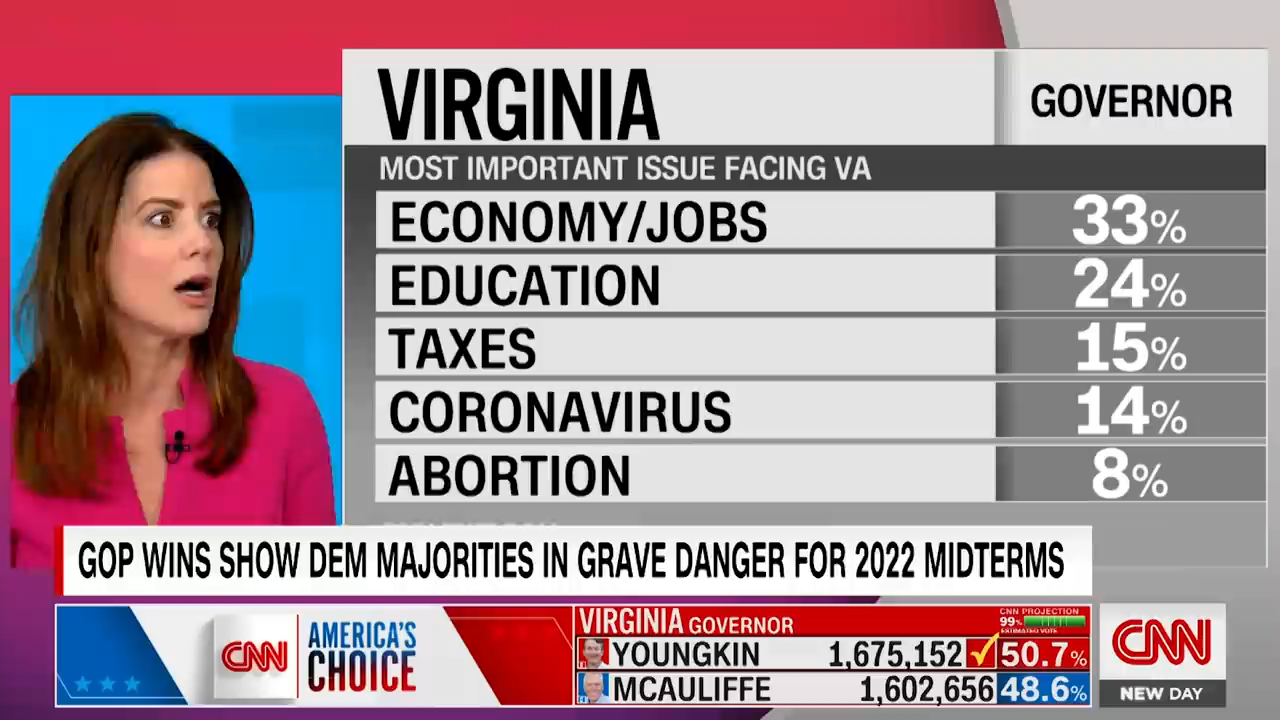 VIRGINIA
GOVERNOR
MOST IMPORTANT ISSUE FACING VA
ECONOMY/JOBS 33%
EDUCATION 24%
TAXES 15%
CORONAVIRUS 14%
ABORTION 8%
GOP WINS SHOW DEM MAJORITIES IN GRAVE DANGER FOR 2022 MIDTERMS
CNN
AMERICA'S
CHOICE
VIRGINIA GOVERNOR
CNN PROJECTION
99%
ESTIMATED VOTE
YOUNGKIN 1,675,152 50.7%
MCAULIFFE 1,602,656 48.6%
CNN
NEW DAY